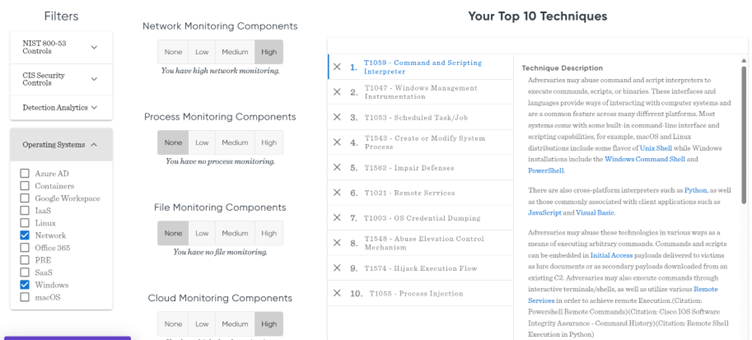 Filters
NIST 800-53
Controls
CIS Security
Controls
Detection Analytics
Operating Systems
Azure AD
Containers
Google Workspace
IaaS
Linux
Network
Office 365
PRE
SaaS
Windows
macOS
Network Monitoring Components
None Low Medium High
You have high network monitoring.
Process Monitoring Components
None Low Medium High
You have no process monitoring.
File Monitoring Components
None Low Medium High
You have no file monitoring.
Cloud Monitoring Components
None Low Medium High
Your Top 10 Techniques
1. T1059 - Command and Scripting
Interpreter
2. T1047 - Windows Management
Instrumentation
3. T1053 - Scheduled Task/Job
4. T1543 - Create or Modify System
Process
5. T1562 - Impair Defenses
6. T1021 - Remote Services
7. T1003 - OS Credential Dumping
8. T1548 - Abuse Elevation Control
Mechanism
9. T1574 - Hijack Execution Flow
10. T1055 - Process Injection
Technique Description
Adversaries may abuse command and script interpreters to
execute commands, scripts, or binaries. These interfaces and
languages provide ways of interacting with computer systems and
are a common feature across many different platforms. Most
systems come with some built-in command-line interface and
scripting capabilities, for example, macOS and Linux
distributions include some flavor of Unix Shell while Windows
installations include the Windows Command Shell and
PowerShell.
There are also cross-platform interpreters such as Python, as well
as those commonly associated with client applications such as
JavaScript and Visual Basic.
Adversaries may abuse these technologies in various ways as a
means of executing arbitrary commands. Commands and scripts
can be embedded in Initial Access payloads delivered to victims
as lure documents or as secondary payloads downloaded from an
existing C2. Adversaries may also execute commands through
interactive terminals/shells, as well as utilize various Remote
Services in order to achieve remote Execution.(Citation:
Powershell Remote Commands)(Citation: Cisco IOS Software
Integrity Assurance - Command History)(Citation: Remote Shell
Execution in Python)